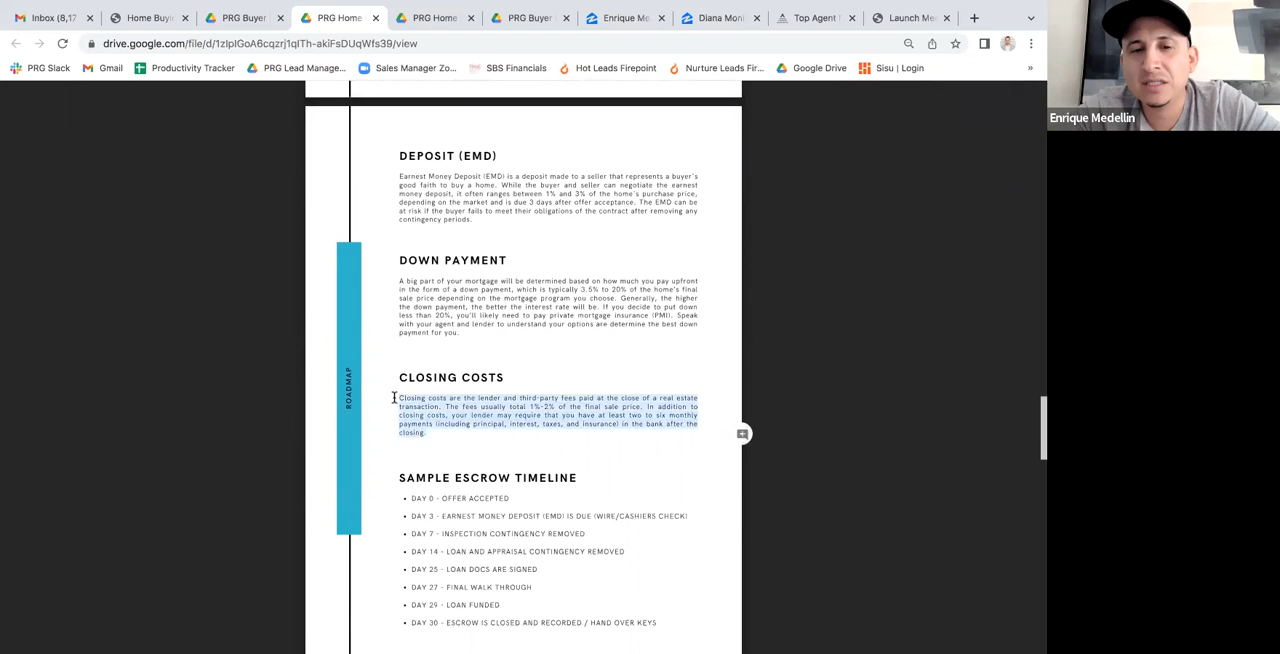 Inbox (8,17
Home Buye
PRG Buyer
PRG Home
PRG Home
PRG Buyer
Enrique Me
Diana Moni
Top Agent
Launch Me
drive.google.com/file/d/1zIpIGoA6cqzrj1qITh-akiFsDUqWfs39/view
PRG Slack
Gmail
Productivity Tracker
PRG Lead Manage...
Sales Manager Zo...
SBS Financials
Hot Leads Firepoint
Nurture Leads Fir...
Google Drive
Sisu | Login
»
Enrique Medellin
DEPOSIT (EMD)
Earnest Money Deposit (EMD) is a deposit made to a seller that represents a buyer's
good faith to buy a home. While the buyer and seller can negotiate the earnest
money deposit, it often ranges between 1% and 3% of the home's purchase price,
depending on the market and is due 3 days after offer acceptance. The EMD can be
at risk if the buyer fails to meet their obligations of the contract after removing any
contingency periods.
DOWN PAYMENT
A big part of your mortgage will be determined based on how much you pay upfront
in the form of a down payment, which is typically 3.5% to 20% of the home's final
sale price depending on the mortgage program you choose. Generally, the higher
the down payment, the better the interest rate will be. If you decide to put down
less than 20%, you'll likely need to pay private mortgage insurance (PMI). Speak
with your agent and lender to understand your options are determine the best down
payment for you.
ROADMAP
CLOSING COSTS
Closing costs are the lender and third-party fees paid at the close of a real estate
transaction. The fees usually total 1%-2% of the final sale price. In addition to
closing costs, your lender may require that you have at least two to six monthly
payments (including principal, interest, taxes, and insurance) in the bank after the
closing.
SAMPLE ESCROW TIMELINE
• DAY 0 - OFFER ACCEPTED
• DAY 3 - EARNEST MONEY DEPOSIT (EMD) IS DUE (WIRE/CASHIERS CHECK)
• DAY 7 - INSPECTION CONTINGENCY REMOVED
• DAY 14 - LOAN AND APPRAISAL CONTINGENCY REMOVED
• DAY 25 - LOAN DOCS ARE SIGNED
• DAY 27 - FINAL WALK THROUGH
• DAY 29 - LOAN FUNDED
• DAY 30 - ESCROW IS CLOSED AND RECORDED / HAND OVER KEYS